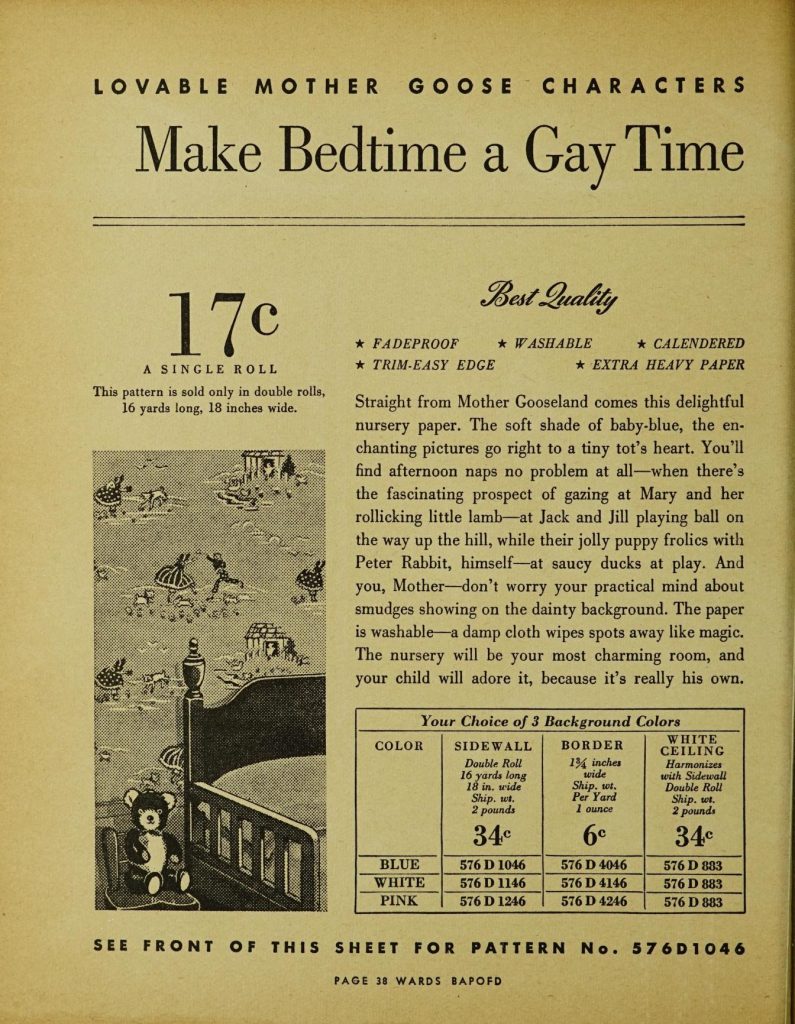 LOVABLE MOTHER GOOSE CHARACTERS
Make Bedtime a Gay Time
17c
A SINGLE ROLL
This pattern is sold only in double rolls,
16 yards long, 18 inches wide.
Best Quality
★ FADEPROOF ★ WASHABLE ★ CALENDERED
★ TRIM-EASY EDGE ★ EXTRA HEAVY PAPER
Straight from Mother Gooseland comes this delightful
nursery paper. The soft shade of baby-blue, the en-
chanting pictures go right to a tiny tot's heart. You'll
find afternoon naps no problem at all—when there's
the fascinating prospect of gazing at Mary and her
rollicking little lamb—at Jack and Jill playing ball on
the way up the hill, while their jolly puppy frolics with
Peter Rabbit, himself—at saucy ducks at play. And
you, Mother—don't worry your practical mind about
smudges showing on the dainty background. The paper
is washable—a damp cloth wipes spots away like magic.
The nursery will be your most charming room, and
your child will adore it, because it's really his own.
Your Choice of 3 Background Colors
COLOR
SIDEWALL
Double Roll
16 yards long
18 in. wide
Ship. wt.
2 pounds
34c
BORDER
1¾ inches
wide
Ship. wt.
Per Yard
1 ounce
6c
WHITE
CEILING
Harmonizes
with Sidewall
Double Roll
Ship. wt.
2 pounds
34c
BLUE 576 D 1046 576 D 4046 576 D 883
WHITE 576 D 1146 576 D 4146 576 D 883
PINK 576 D 1246 576 D 4246 576 D 883
SEE FRONT OF THIS SHEET FOR PATTERN No. 576D1046
PAGE 38 WARDS BAPOFD